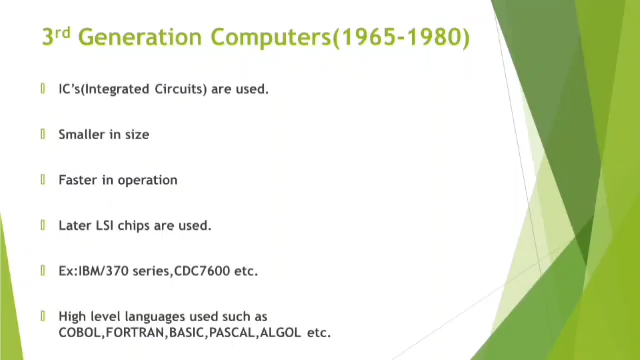 3rd Generation Computers(1965-1980)
IC's(Integrated Circuits) are used.
Smaller in size
Faster in operation
Later LSI chips are used.
Ex:IBM/370 series,CDC7600 etc.
High level languages used such as
COBOL,FORTRAN,BASIC,PASCAL,ALGOL etc.